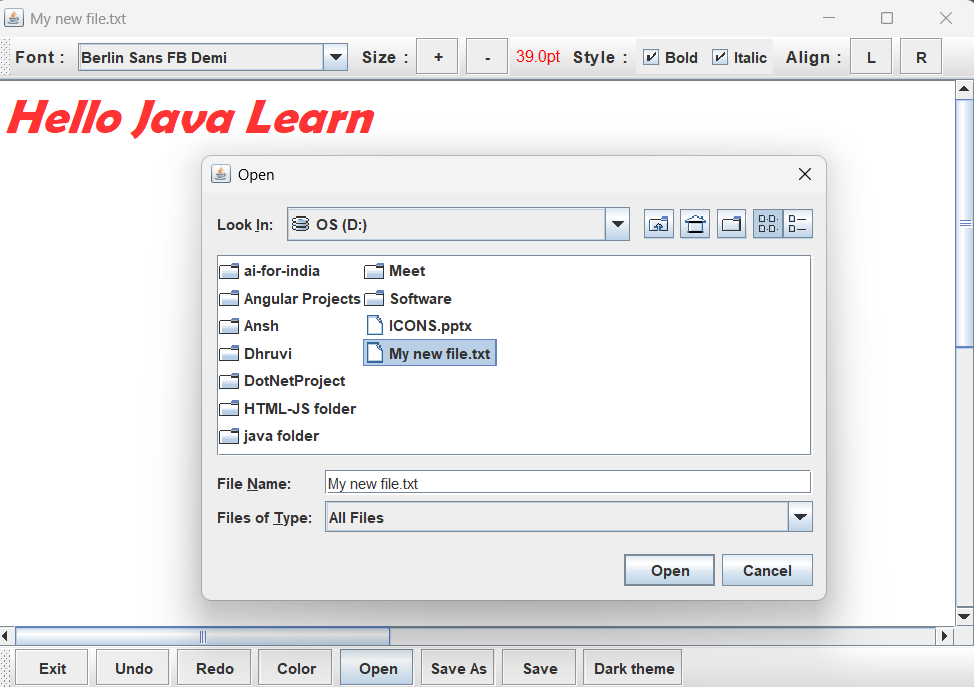 My new file.txt
Font : Berlin Sans FB Demi Size : + - 39.0pt Style : Bold Italic Align : L R
Hello Java Learn
Open
Look In: OS (D:)
ai-for-india Meet
Angular Projects Software
Ansh ICONS.pptx
Dhruvi My new file.txt
DotNetProject
HTML-JS folder
java folder
File Name: My new file.txt
Files of Type: All Files
Open Cancel
Exit Undo Redo Color Open Save As Save Dark theme